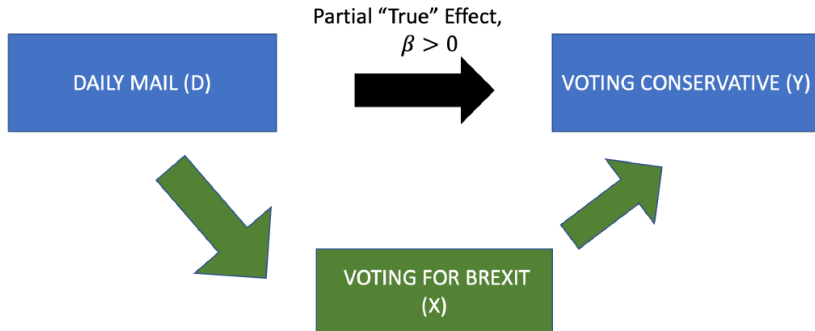 Partial “True” Effect,
β > 0
DAILY MAIL (D)
VOTING CONSERVATIVE (Y)
VOTING FOR BREXIT
(X)